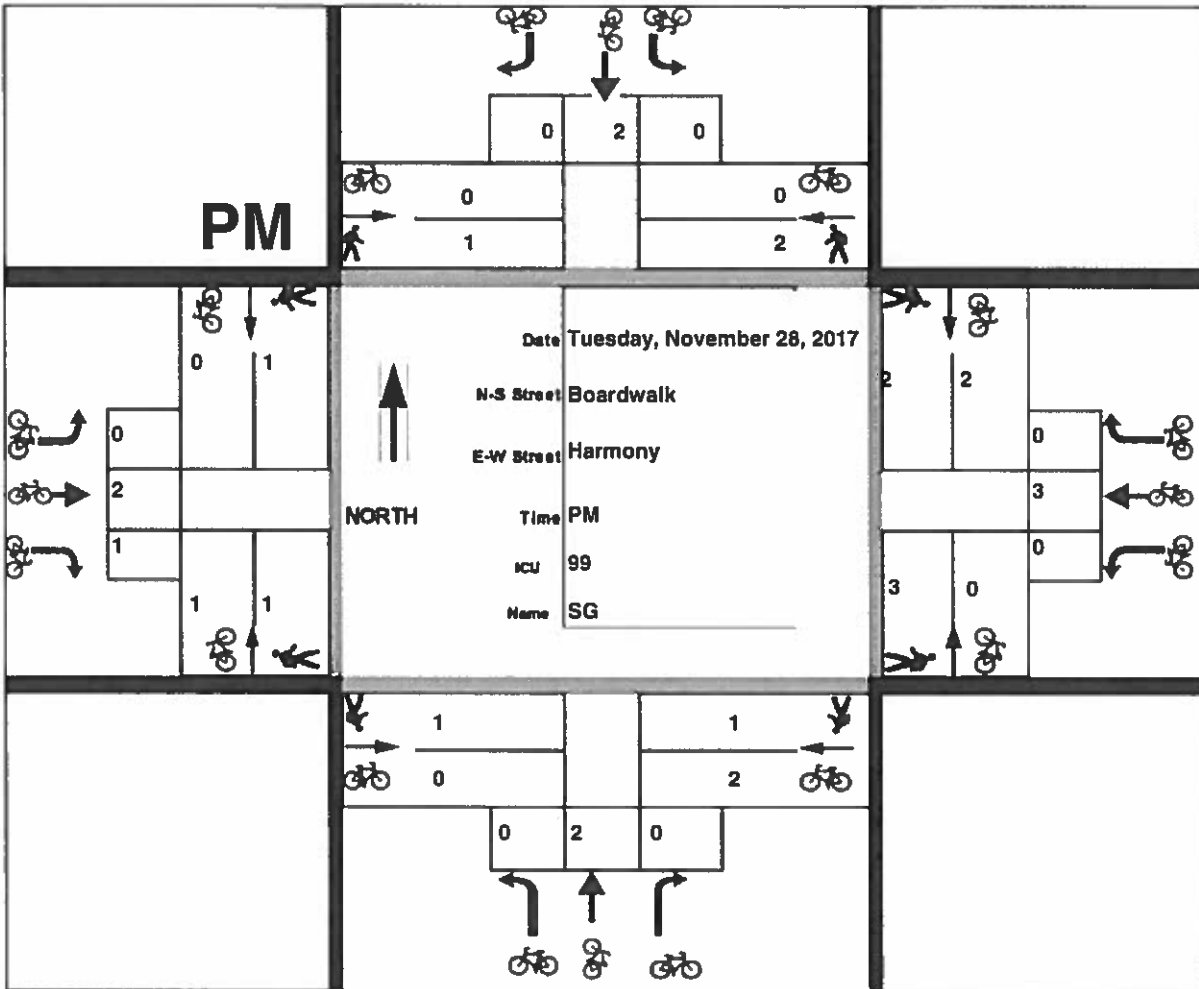 0 2 0
0 0
PM
1 2
0 1
Date Tuesday, November 28, 2017
2 2
N-S Street Boardwalk
0
0
E-W Street Harmony
2
3
NORTH
Time PM
1
0
ICU 99
1 1
3 0
Name SG
1 1
0 2
0 2 0